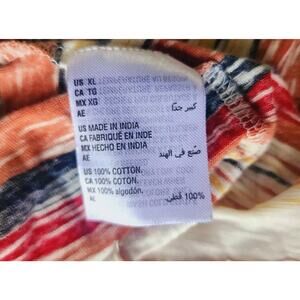 US XL
CA TG
MX XG
AE كبير جدًا
US MADE IN INDIA
CA FABRIQUÉ EN INDE
MX HECHO EN INDIA
AE صنع في الهند
US 100% COTTON.
CA 100% COTON.
MX 100% algodón.
AE 100% قطن.